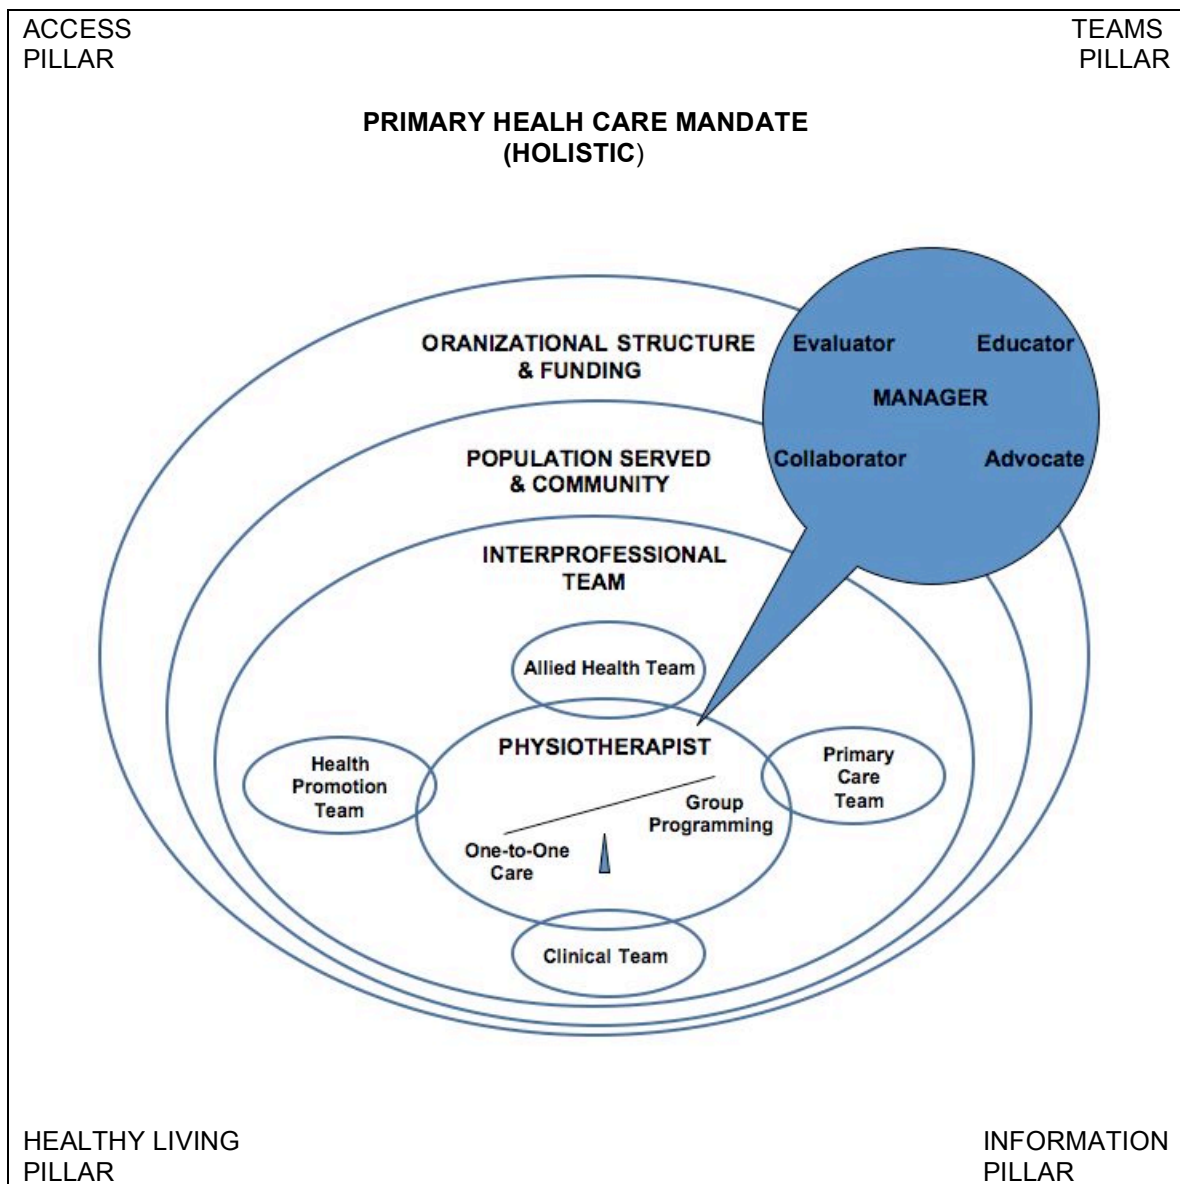 ACCESS
PILLAR
TEAMS
PILLAR
PRIMARY HEALH CARE MANDATE
(HOLISTIC)
ORANIZATIONAL STRUCTURE
& FUNDING
Evaluator Educator
MANAGER
Collaborator Advocate
POPULATION SERVED
& COMMUNITY
INTERPROFESSIONAL
TEAM
Allied Health Team
PHYSIOTHERAPIST
Health
Promotion
Team
Primary
Care
Team
Group
Programming
One-to-One
Care
Clinical Team
HEALTHY LIVING
PILLAR
INFORMATION
PILLAR